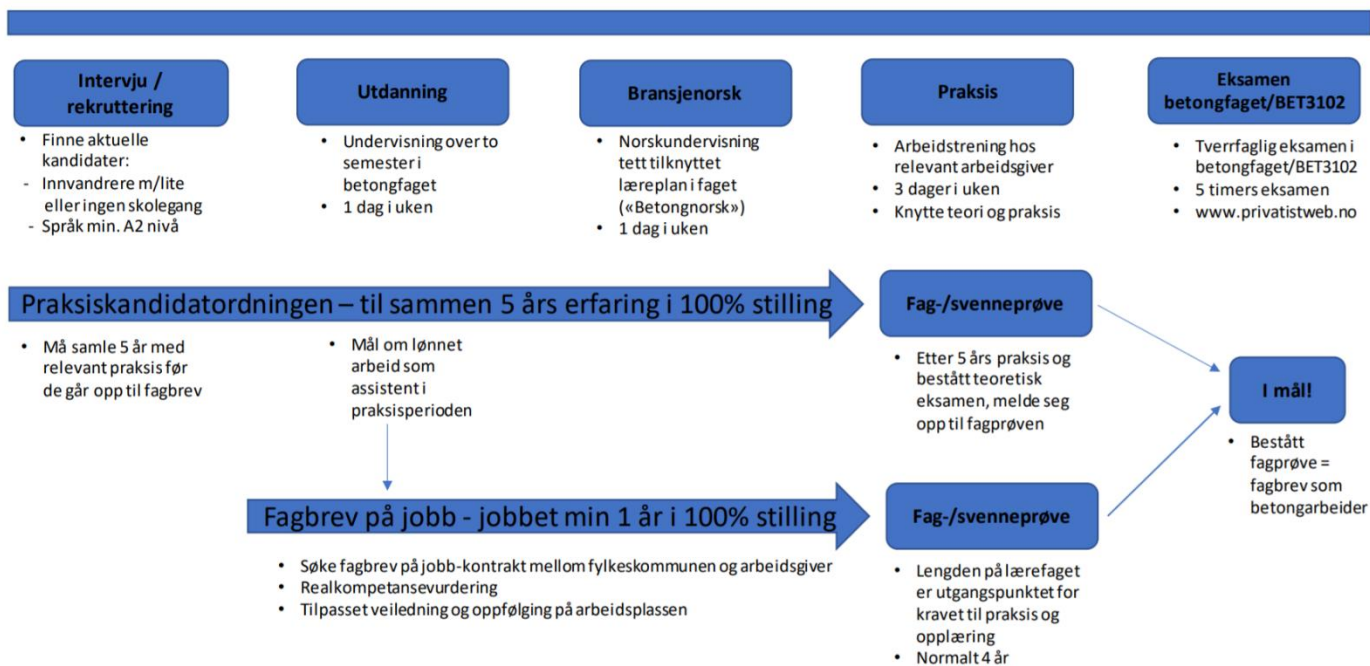 Intervju /
rekruttering
• Finne aktuelle
kandidater:
- Innvandrere m/lite
eller ingen skolegang
- Språk min. A2 nivå
Utdanning
• Undervisning over to
semester i
betongfaget
• 1 dag i uken
Bransjenorsk
• Norskundervisning
tett tilknyttet
læreplan i faget
(«Betongnorsk»)
• 1 dag i uken
Praksis
• Arbeidstrening hos
relevant arbeidsgiver
• 3 dager i uken
• Knytte teori og praksis
Eksamen
betongfaget/BET3102
• Tverrfaglig eksamen i
betongfaget/BET3102
• 5 timers eksamen
• www.privatistweb.no
Praksiskandidatordningen – til sammen 5 års erfaring i 100% stilling
• Må samle 5 år med
relevant praksis før
de går opp til fagbrev
• Mål om lønnet
arbeid som
assistent i
praksisperioden
Fag-/svenneprøve
• Etter 5 års praksis og
bestått teoretisk
eksamen, melde seg
opp til fagprøven
I mål!
• Bestått
fagprøve =
fagbrev som
betongarbeider
Fagbrev på jobb - jobbet min 1 år i 100% stilling
• Søke fagbrev på jobb-kontrakt mellom fylkeskommunen og arbeidsgiver
• Realkompetansevurdering
• Tilpasset veiledning og oppfølging på arbeidsplassen
Fag-/svenneprøve
• Lengden på lærefaget
er utgangspunktet for
kravet til praksis og
opplæring
• Normalt 4 år